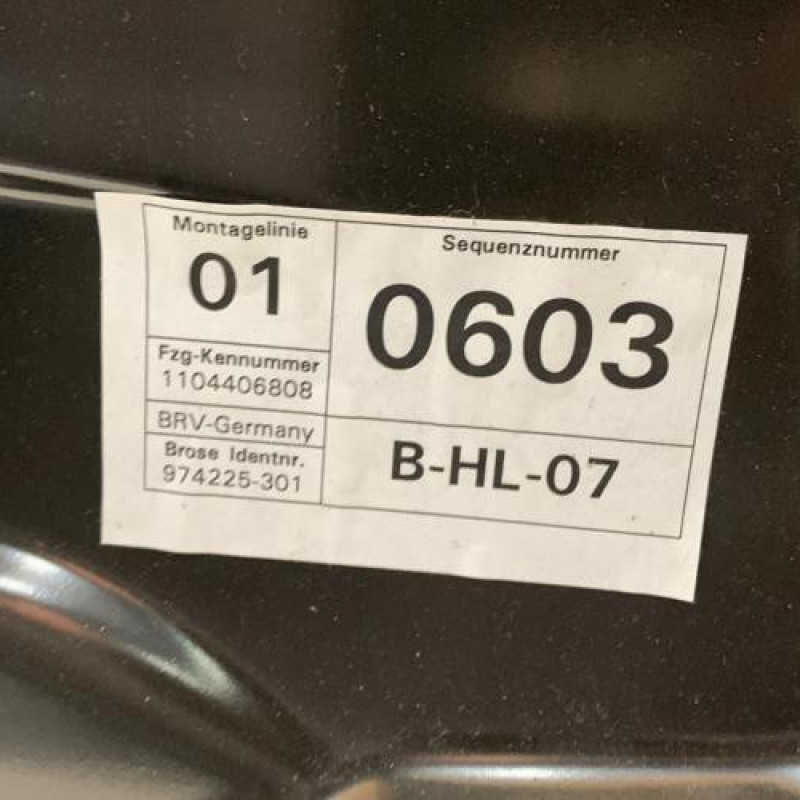 Montagelinie
01
Sequenznummer
0603
Fzg-Kennummer
1104406808
BRV-Germany
Brose Identnr.
974225-301
B-HL-07